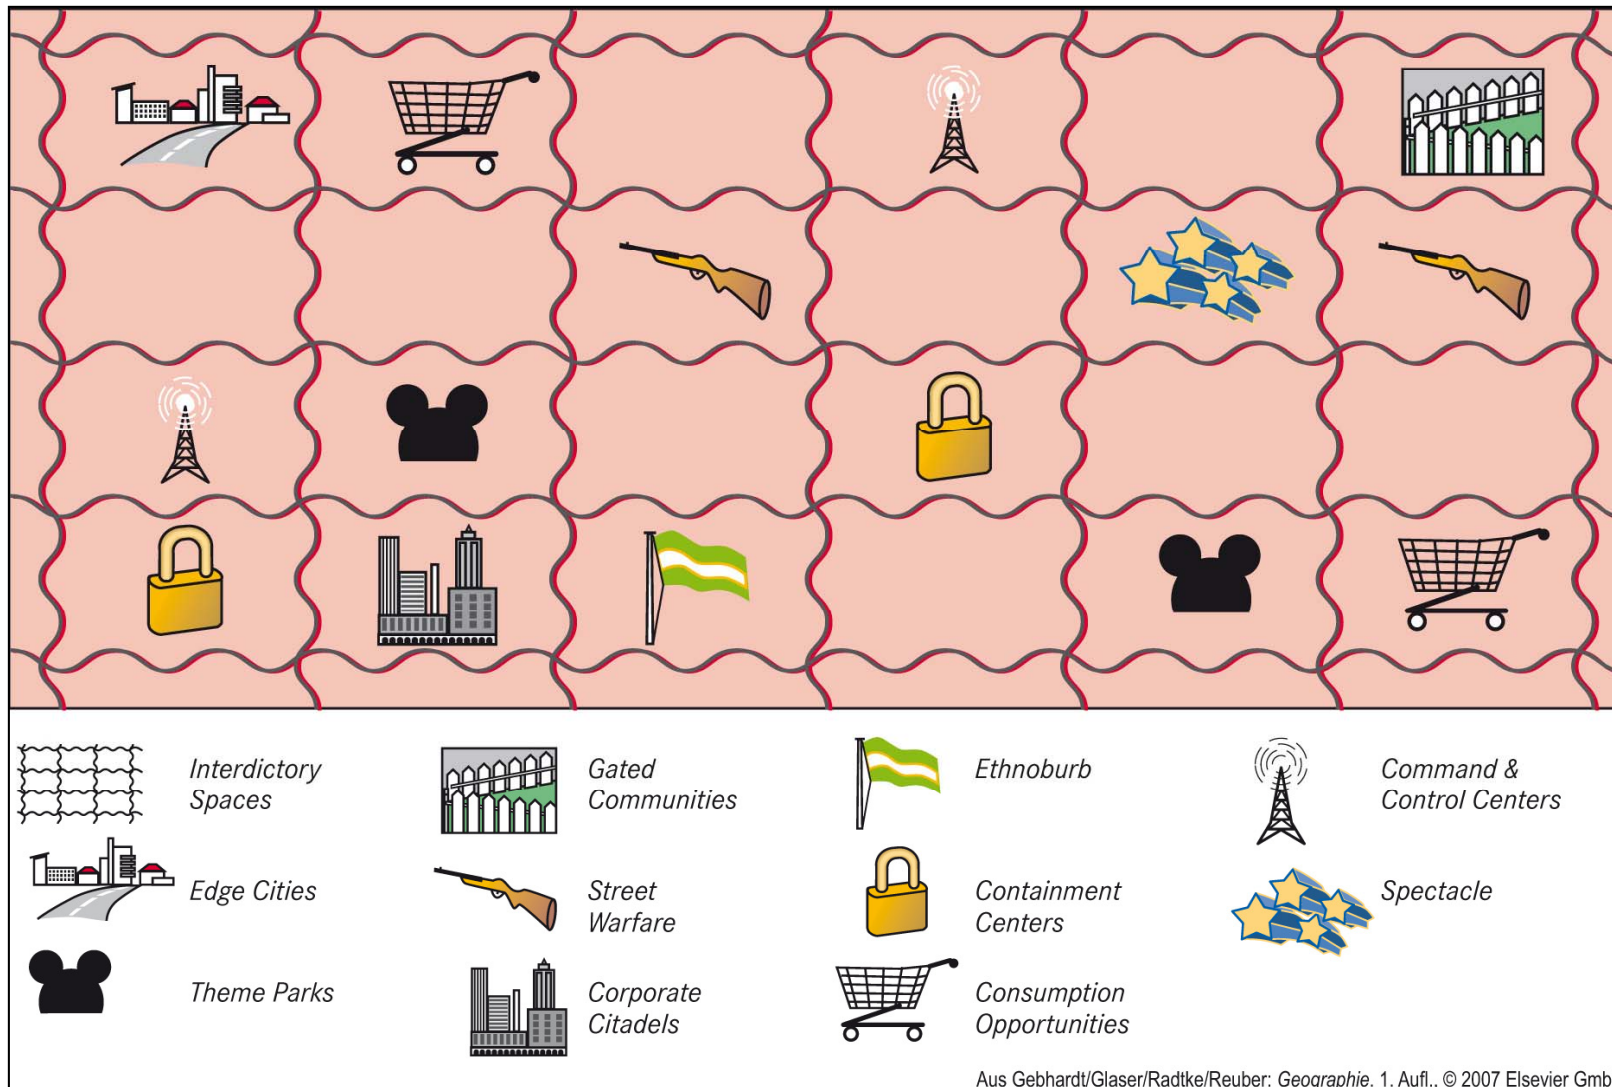 Interdictory
Spaces
Gated
Communities
Ethnoburb
Command &
Control Centers
Edge Cities
Street
Warfare
Containment
Centers
Spectacle
Theme Parks
Corporate
Citadels
Consumption
Opportunities
Aus Gebhardt/Glaser/Radtke/Reuber: Geographie, 1. Aufl., © 2007 Elsevier Gmb